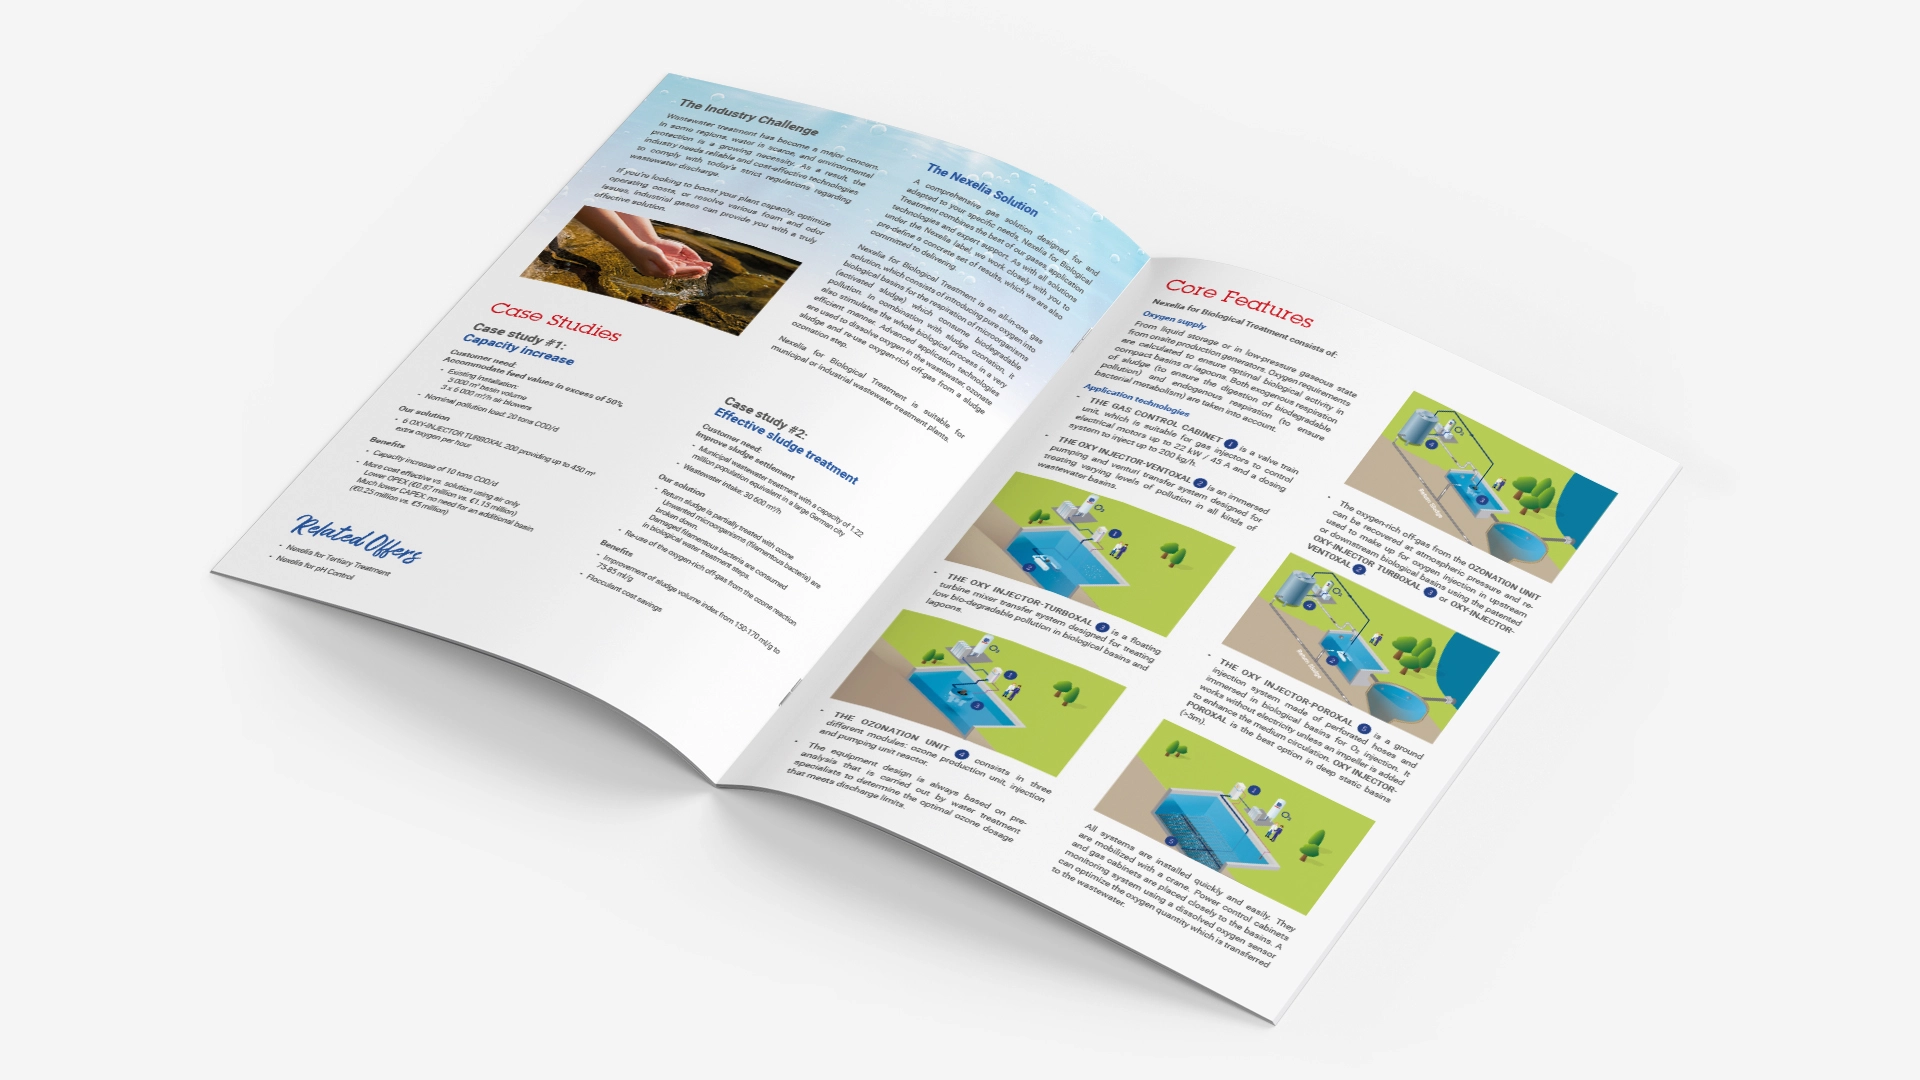 The Industry Challenge
Wastewater treatment has become a major concern.
In some regions, water is scarce, and environmental
protection is a growing necessity. As a result, the
industry needs reliable and cost-effective technologies
to comply with today's strict regulations regarding
wastewater discharge.
If you're looking to boost your plant capacity, optimize
operating costs, or resolve various foam and odor
issues, industrial gases can provide you with a truly
effective solution.
The Nexelia Solution
A comprehensive gas solution designed for and
adapted to your specific needs, Nexelia for Biological
Treatment combines the best of our gases, application
technologies and expert support. As with all solutions
under the Nexelia label, we work closely with you to
pre-define a concrete set of results, which we are also
committed to delivering.
Nexelia for Biological Treatment is an all-in-one gas
solution, which consists of introducing pure oxygen into
biological basins for the respiration of microorganisms
(activated sludge) which consume biodegradable
pollution. In combination with sludge ozonation, it
also stimulates the whole biological process in a very
efficient manner. Advanced application technologies
are used to dissolve oxygen in the wastewater, ozonate
sludge and re-use oxygen-rich off-gas from a sludge
ozonation step.
Nexelia for Biological Treatment is suitable for
municipal or industrial wastewater treatment plants.
Case Studies
Case study #1:
Capacity increase
Customer need:
Accommodate feed values in excess of 50%
- Existing installation:
3 000 m³ basin volume
3 x 6 000 m³/h air blowers
- Nominal pollution load: 20 tons COD/d
Our solution
- 6 OXY-INJECTOR TURBOXAL 200 providing up to 450 m³
extra oxygen per hour
Benefits
- Capacity increase of 10 tons COD/d
- More cost effective vs. solution using air only
Lower OPEX (€0.87 million vs. €1.15 million)
Much lower CAPEX: no need for an additional basin
(€0.25 million vs. €5 million)
Related Offers
- Nexelia for Tertiary Treatment
- Nexelia for pH Control
Case study #2:
Effective sludge treatment
Customer need:
Improve sludge settlement
- Municipal wastewater treatment with a capacity of 1.22
million population equivalent in a large German city
- Wastewater intake: 30 600 m³/h
Our solution
- Return sludge is partially treated with ozone
Unwanted microorganisms (filamentous bacteria) are
broken down.
Damaged filamentous bacteria are consumed
in biological water treatment steps.
- Re-use of the oxygen-rich off-gas from the ozone reaction
Benefits
- Improvement of sludge volume index from 150-170 ml/g to
75-85 ml/g
- Flocculant cost savings
Core Features
Nexelia for Biological Treatment consists of:
Oxygen supply
From liquid storage or in low-pressure gaseous state
from onsite production generators. Oxygen requirements
are calculated to ensure optimal biological activity in
compact basins or lagoons. Both exogenous respiration
of sludge (to ensure the digestion of biodegradable
pollution) and endogenous respiration (to ensure
bacterial metabolism) are taken into account.
Application technologies
- THE GAS CONTROL CABINET 1 is a valve train
unit, which is suitable for gas injectors to control
electrical motors up to 22 kW / 45 A and a dosing
system to inject up to 200 kg/h.
- THE OXY INJECTOR-VENTOXAL 2 is an immersed
pumping and venturi transfer system designed for
treating varying levels of pollution in all kinds of
wastewater basins.
O₂
1
2
- THE OXY INJECTOR-TURBOXAL 3 is a floating
turbine mixer transfer system designed for treating
low bio-degradable pollution in biological basins and
lagoons.
O₂
1
3
- THE OZONATION UNIT 4 consists in three
different modules: ozone production unit, injection
and pumping unit reactor.
- The equipment design is always based on pre-
analysis that is carried out by water treatment
specialists to determine the optimal ozone dosage
that meets discharge limits.
O₂
4
3
Return Sludge
- The oxygen-rich off-gas from the OZONATION UNIT
can be recovered at atmospheric pressure and re-
used to make up for oxygen injection in upstream
or downstream biological basins using the patented
OXY-INJECTOR TURBOXAL 3 or OXY-INJECTOR-
VENTOXAL 2.
O₂
4
2
Return Sludge
- THE OXY INJECTOR-POROXAL 5 is a ground
injection system made of perforated hoses and
immersed in biological basins for O₂ injection. It
works without electricity unless an impeller is added
to enhance the medium circulation. OXY INJECTOR-
POROXAL is the best option in deep static basins
(>5m).
1
O₂
5
All systems are installed quickly and easily. They
are mobilized with a crane. Power control cabinets
and gas cabinets are placed closely to the basins. A
monitoring system using a dissolved oxygen sensor
can optimize the oxygen quantity which is transferred
to the wastewater.